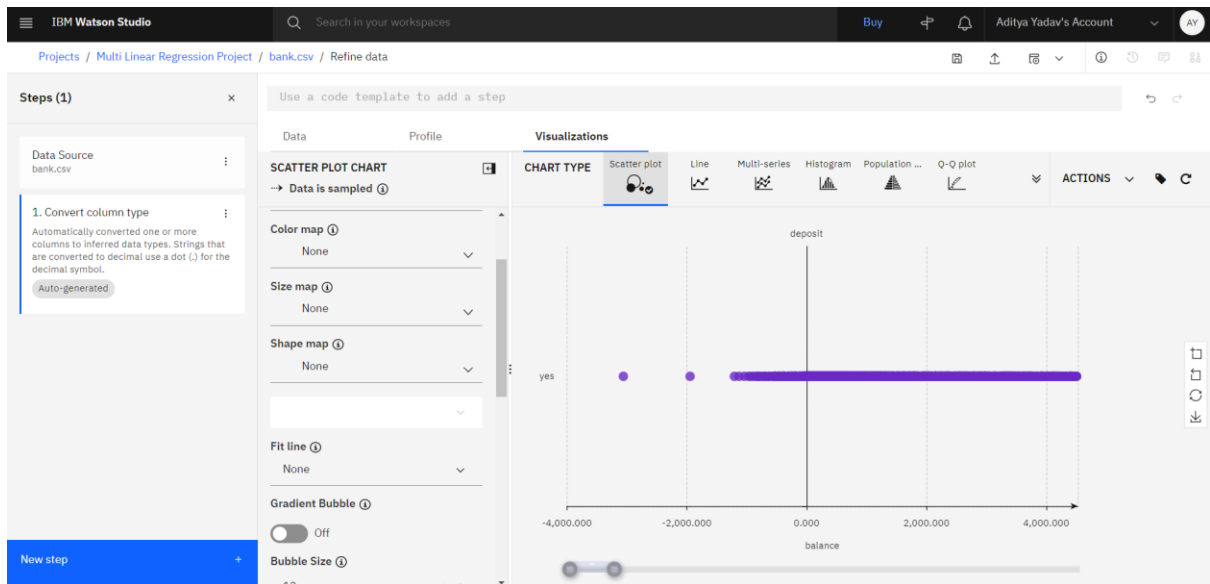 IBM Watson Studio
Search in your workspaces
Buy
Aditya Yadav's Account
AY
Projects / Multi Linear Regression Project / bank.csv / Refine data
Steps (1)
Use a code template to add a step
Data Source
bank.csv
1. Convert column type
Automatically converted one or more
columns to inferred data types. Strings that
are converted to decimal use a dot (.) for the
decimal symbol.
Auto-generated
New step +
Data Profile Visualizations
SCATTER PLOT CHART
Data is sampled
Color map
None
Size map
None
Shape map
None
Fit line
None
Gradient Bubble
Off
Bubble Size
CHART TYPE
Scatter plot Line Multi-series Histogram Population ... Q-Q plot
ACTIONS
deposit
yes
-4,000.000 -2,000.000 0.000 2,000.000 4,000.000
balance